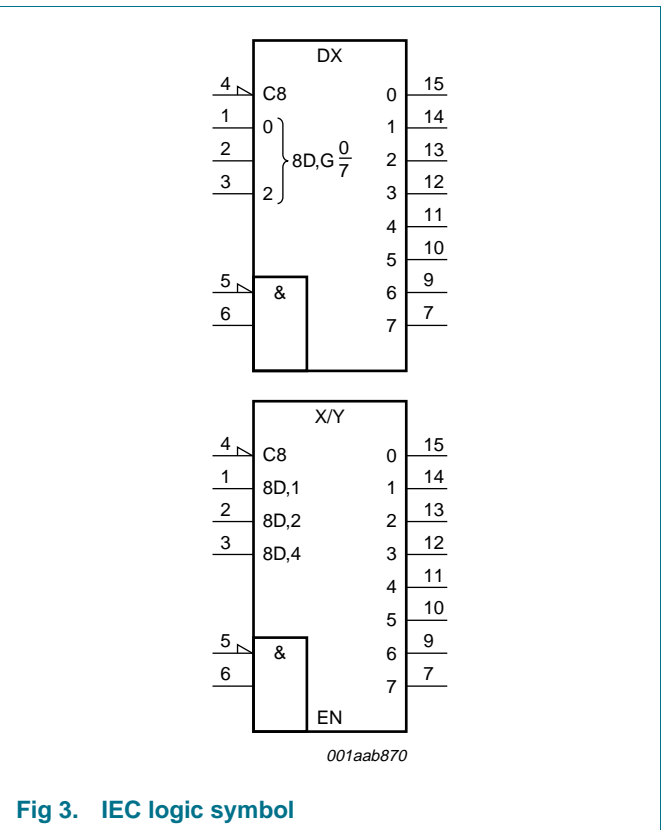 DX
4 C8 0 15
1 0 1 14
2 8D,G 0/7 2 13
3 2 3 12
4 11
5 10
5 & 6 9
6 7 7
X/Y
4 C8 0 15
1 8D,1 1 14
2 8D,2 2 13
3 8D,4 3 12
4 11
5 10
5 & 6 9
6 7 7
EN
001aab870
Fig 3. IEC logic symbol